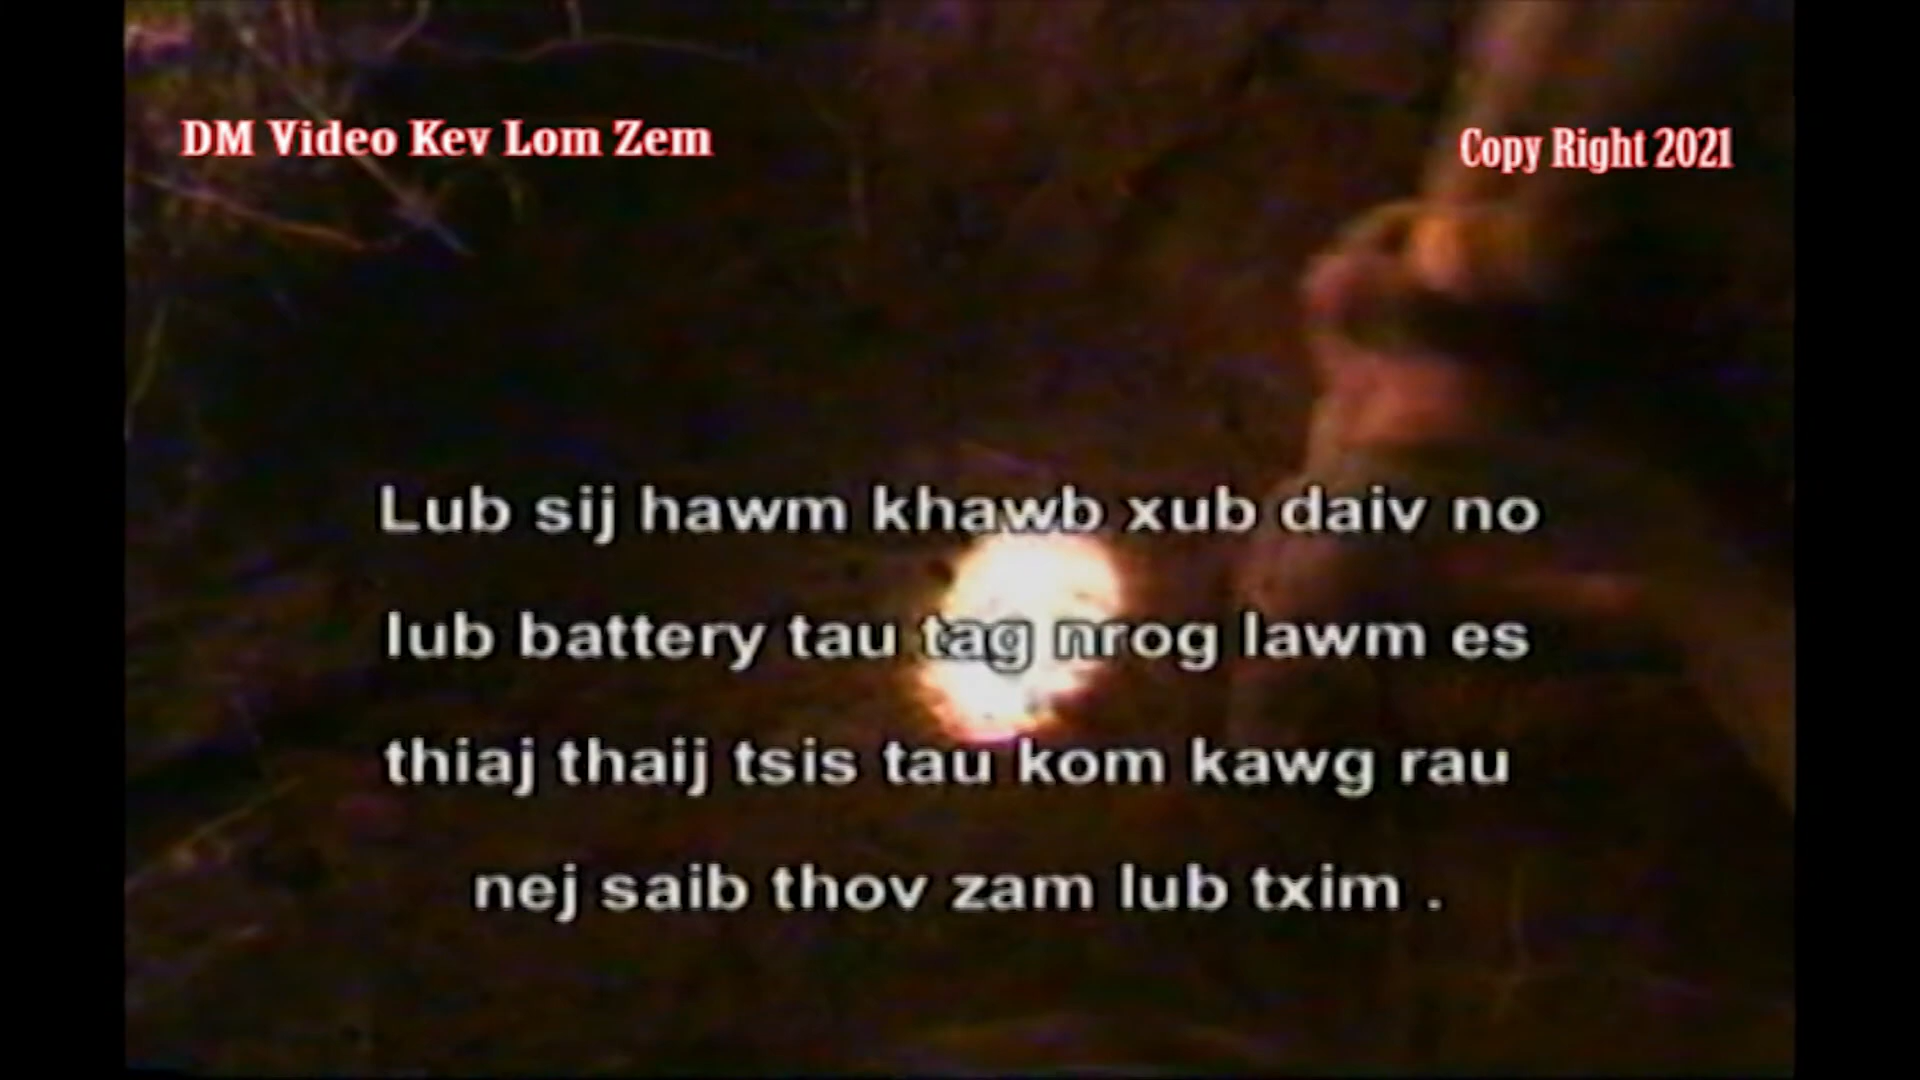 DM Video Kev Lom Zem
Copy Right 2021
Lub sij hawm khawb xub daiv no
lub battery tau tag nrog lawm es
thiaj thaij tsis tau kom kawg rau
nej saib thov zam lub txim .